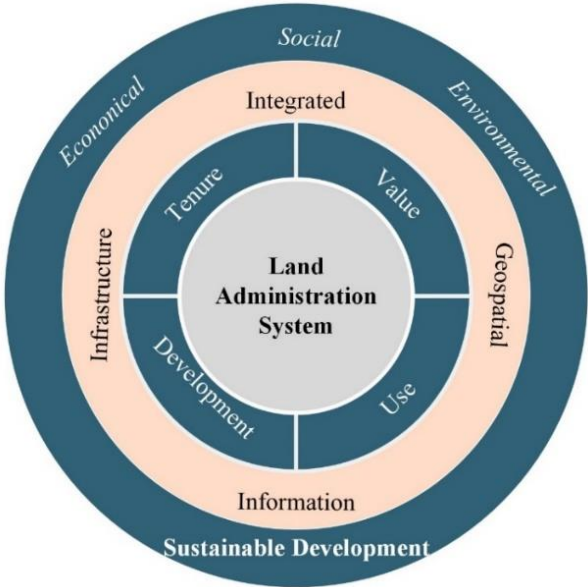 Social
Econonical
Environmental
Integrated
Tenure
Value
Infrastructure
Geospatial
Land
Administration
System
Development
Use
Information
Sustainable Development